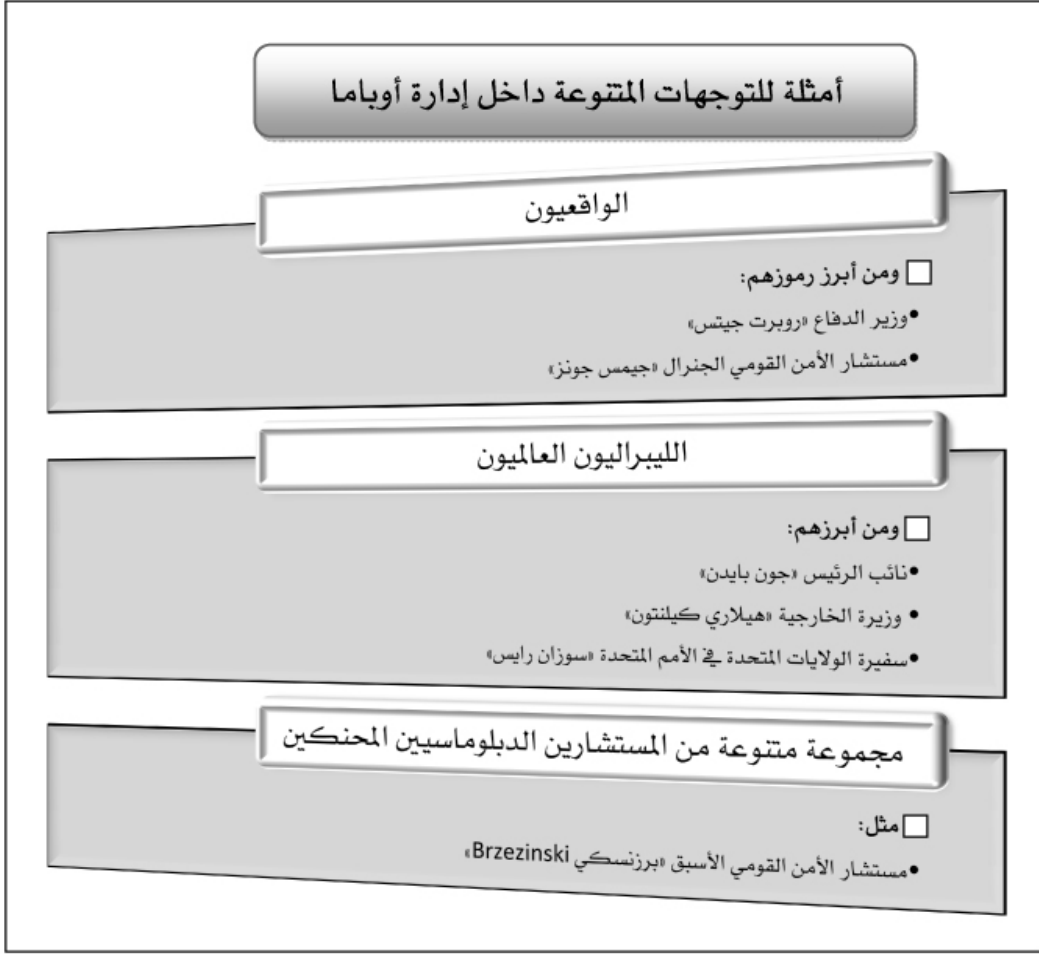 أمثلة للتوجهات المتنوعة داخل إدارة أوباما
الواقعيون
ومن أبرز رموزهم:
•وزير الدفاع «روبرت جيتس»
•مستشار الأمن القومي الجنرال «جيمس جونز»
الليبراليون العالميون
ومن أبرزهم:
•نائب الرئيس «جون بايدن»
• وزيرة الخارجية «هيلاري كيلنتون»
•سفيرة الولايات المتحدة في الأمم المتحدة «سوزان رايس»
مجموعة متنوعة من المستشارين الدبلوماسيين المحنكين
مثل:
•مستشار الأمن القومي الأسبق «برزنسكي Brzezinski»